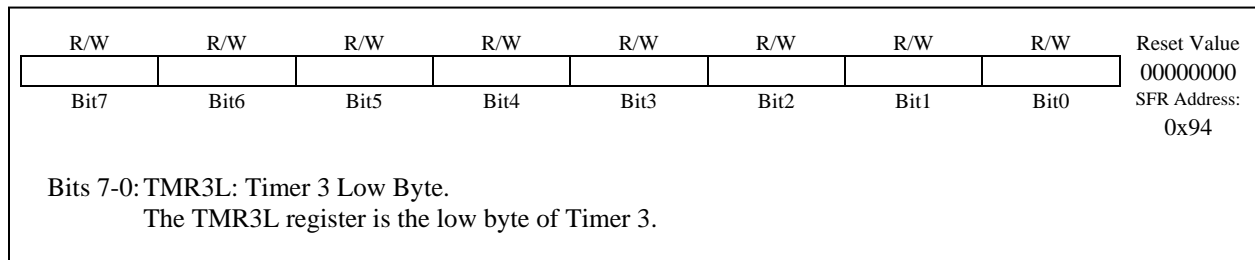 R/W R/W R/W R/W R/W R/W R/W R/W Reset Value
00000000
Bit7 Bit6 Bit5 Bit4 Bit3 Bit2 Bit1 Bit0 SFR Address:
0x94
Bits 7-0: TMR3L: Timer 3 Low Byte.
The TMR3L register is the low byte of Timer 3.